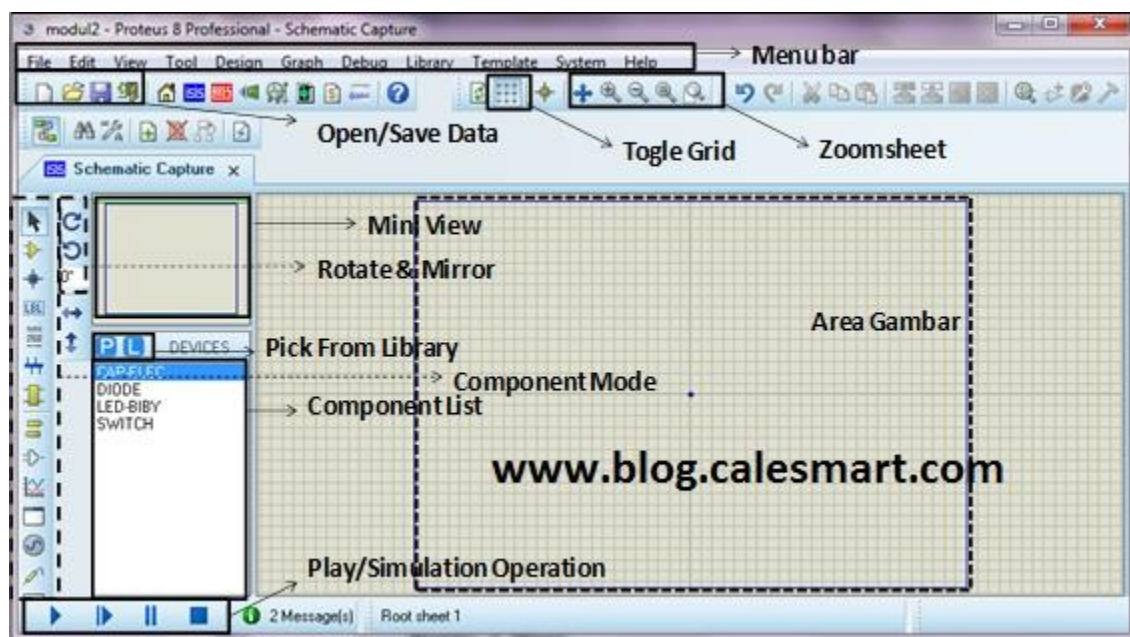 modul2 - Proteus 8 Professional - Schematic Capture
File Edit View Tool Design Graph Debug Library Template System Help
Menu bar
Open/Save Data
Togle Grid
Zoom sheet
Schematic Capture x
Mini View
Rotate & Mirror
0°
LBL
Area Gambar
P L DEVICES
Pick From Library
CAP-ELEC
Component Mode
DIODE
LED-BIBY
Component List
SWITCH
www.blog.calesmart.com
Play/Simulation Operation
2 Message(s) Root sheet 1